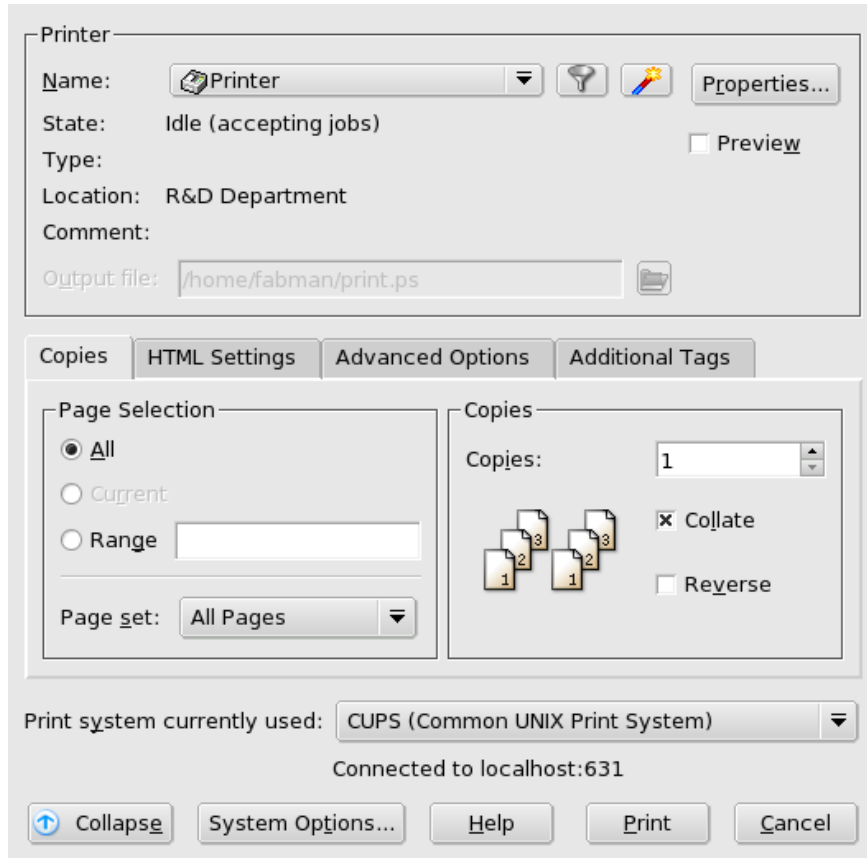 Printer
Name: Printer Properties...
State: Idle (accepting jobs)
Preview
Type:
Location: R&D Department
Comment:
Output file: /home/fabman/print.ps
Copies HTML Settings Advanced Options Additional Tags
Page Selection
All
Current
Range
Page set: All Pages
Copies
Copies: 1
1 2 3 1 2 3
Collate
Reverse
Print system currently used: CUPS (Common UNIX Print System)
Connected to localhost:631
Collapse System Options... Help Print Cancel